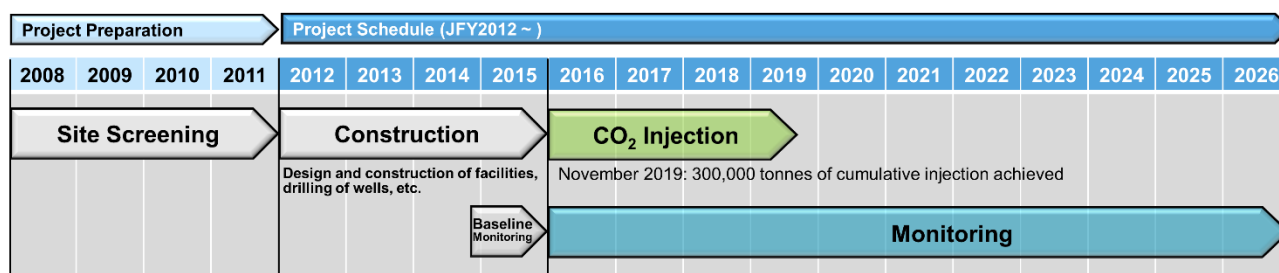 Project Preparation
Project Schedule (JFY2012 ~ )
2008 2009 2010 2011 2012 2013 2014 2015 2016 2017 2018 2019 2020 2021 2022 2023 2024 2025 2026
Site Screening
Construction
CO₂ Injection
Design and construction of facilities,
drilling of wells, etc.
November 2019: 300,000 tonnes of cumulative injection achieved
Baseline
Monitoring
Monitoring